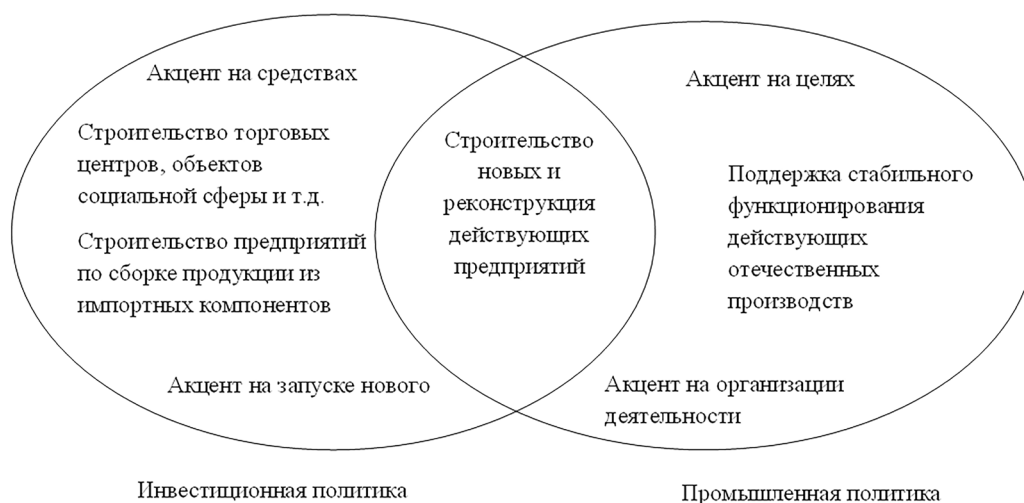 Акцент на средствах
Строительство торговых
центров, объектов
социальной сферы и т.д.
Строительство предприятий
по сборке продукции из
импортных компонентов
Акцент на запуске нового
Строительство
новых и
реконструкция
действующих
предприятий
Акцент на целях
Поддержка стабильного
функционирования
действующих
отечественных
производств
Акцент на организации
деятельности
Инвестиционная политика
Промышленная политика